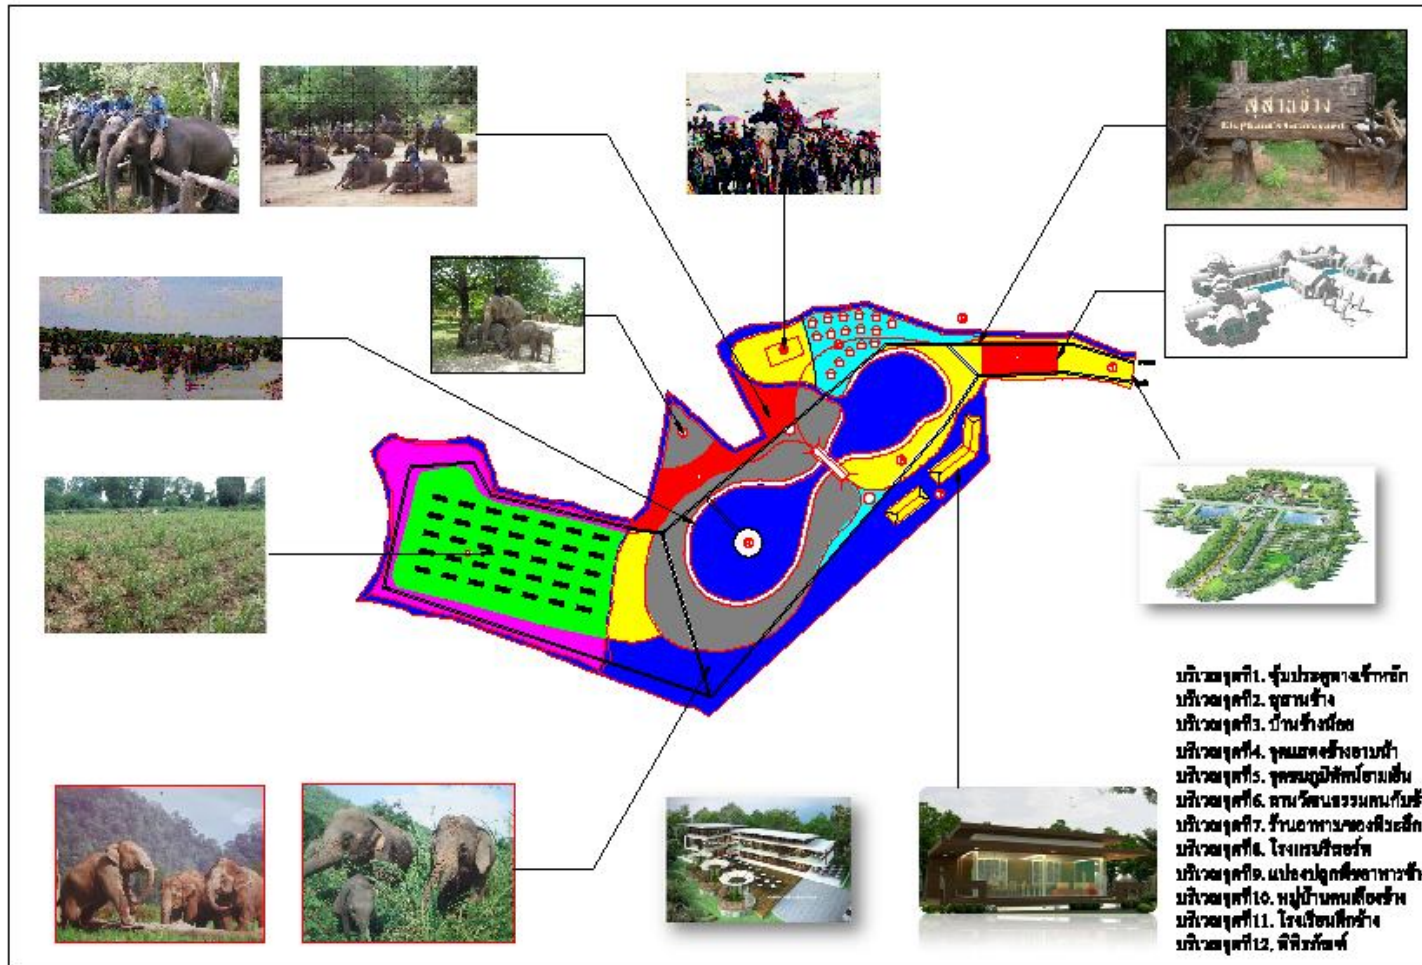 สุสานช้าง
Elephant's Graveyard
บริเวณจุดที่1. ซุ้มประตูทางเข้าหลัก
บริเวณจุดที่2. สุสานช้าง
บริเวณจุดที่3. บ้านช้างน้อย
บริเวณจุดที่4. จุดแสดงช้างอาบน้ำ
บริเวณจุดที่5. จุดชมภูมิทัศน์ยามเย็น
บริเวณจุดที่6. ลานวัฒนธรรมคนกับช้
บริเวณจุดที่7. ร้านอาหาร/ของที่ระลึก
บริเวณจุดที่8. โรงแรมรีสอร์ท
บริเวณจุดที่9. แปลงปลูกพืชอาหารช้า
บริเวณจุดที่10. หมู่บ้านคนเลี้ยงช้าง
บริเวณจุดที่11. โรงเรียนฝึกช้าง
บริเวณจุดที่12. พิพิธภัณฑ์